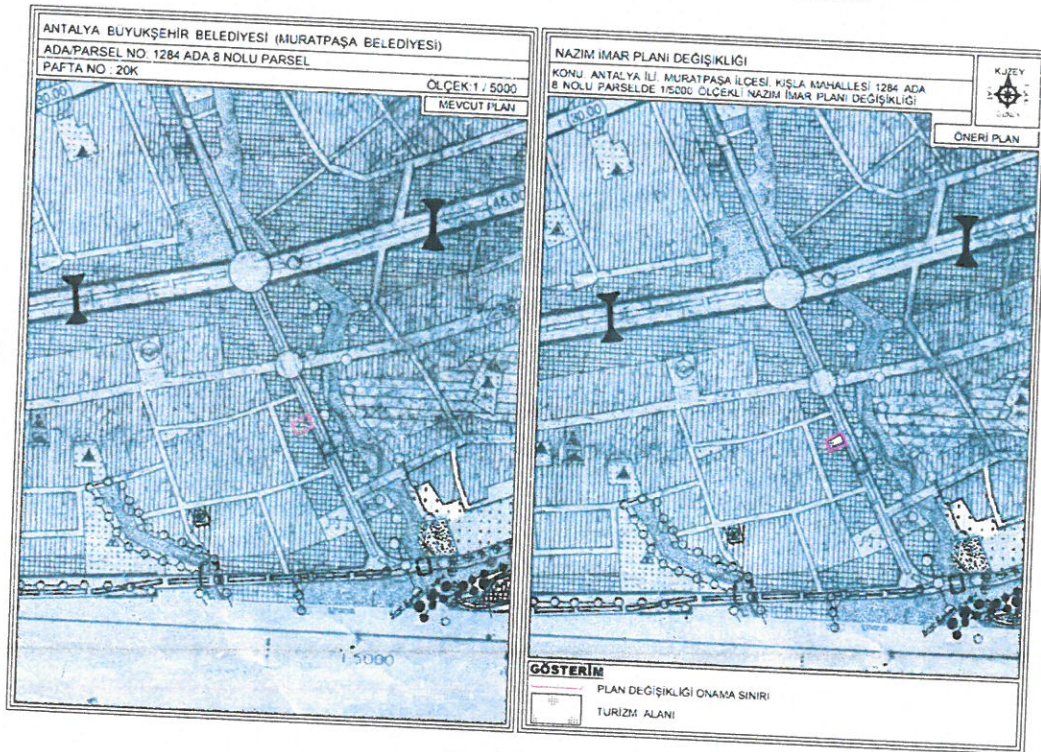 ANTALYA BÜYÜKŞEHİR BELEDİYESİ (MURATPAŞA BELEDİYESİ)
ADA/PARSEL NO: 1284 ADA 8 NOLU PARSEL
PAFTA NO : 20K
ÖLÇEK:1 / 5000
MEVCUT PLAN
30.00
1:5000
NAZIM İMAR PLANI DEĞİŞİKLİĞİ
KONU: ANTALYA İLİ, MURATPAŞA İLÇESİ, KIŞLA MAHALLESİ 1284 ADA
8 NOLU PARSELDE 1/5000 ÖLÇEKLİ NAZIM İMAR PLANI DEĞİŞİKLİĞİ
KUZEY
ÖNERİ PLAN
30.00
GÖSTERİM
PLAN DEĞİŞİKLİĞİ ONAMA SINIRI
TURİZM ALANI